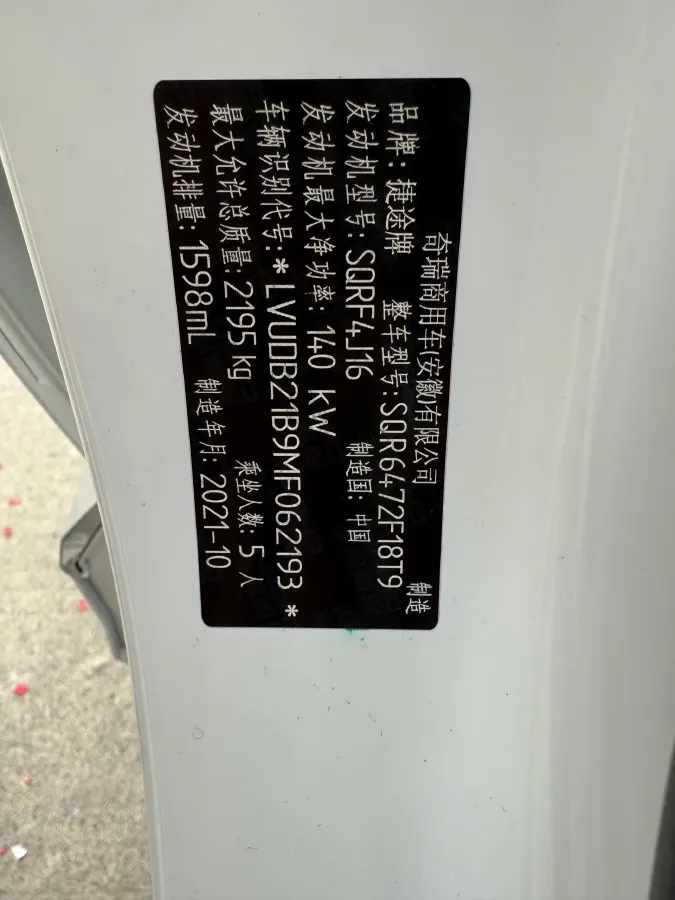 奇瑞商用车(安徽)有限公司 制造
品牌: 捷途牌 整车型号: SQR6472F18T9
发动机型号: SQRF4J16 制造国: 中国
发动机最大净功率: 140 kW
车辆识别代号: *LVUDB21B9MF062193*
最大允许总质量: 2195 kg 乘坐人数: 5 人
发动机排量: 1598mL 制造年月: 2021-10